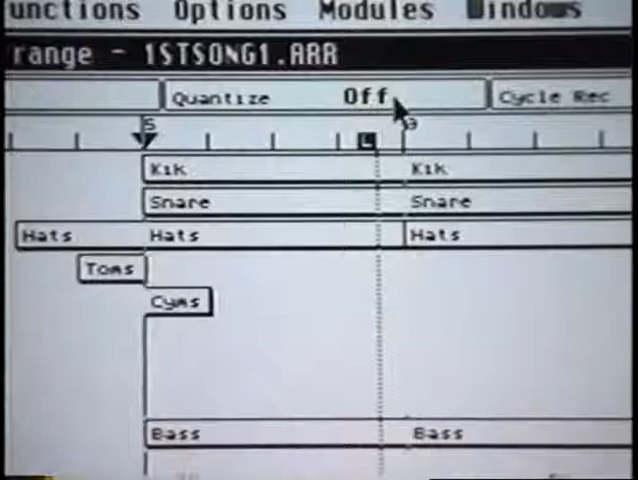 unctions Options Modules Windows
range - 1STSONG1.ARR
Quantize Off Cycle Rec
5 L 9
Kik Kik
Snare Snare
Hats Hats Hats
Toms
Cyms
Bass Bass